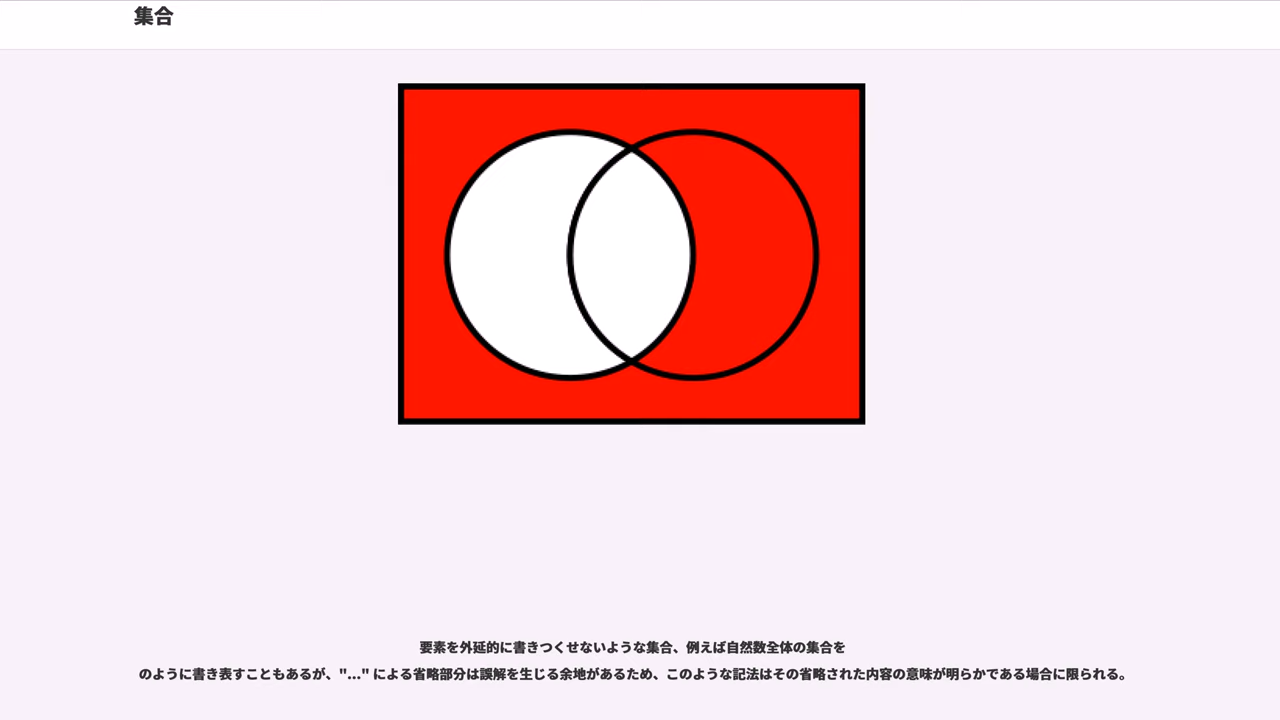 集合
要素を外延的に書きつくせないような集合、例えば自然数全体の集合を
のように書き表すこともあるが、"…" による省略部分は誤解を生じる余地があるため、このような記法はその省略された内容の意味が明らかである場合に限られる。